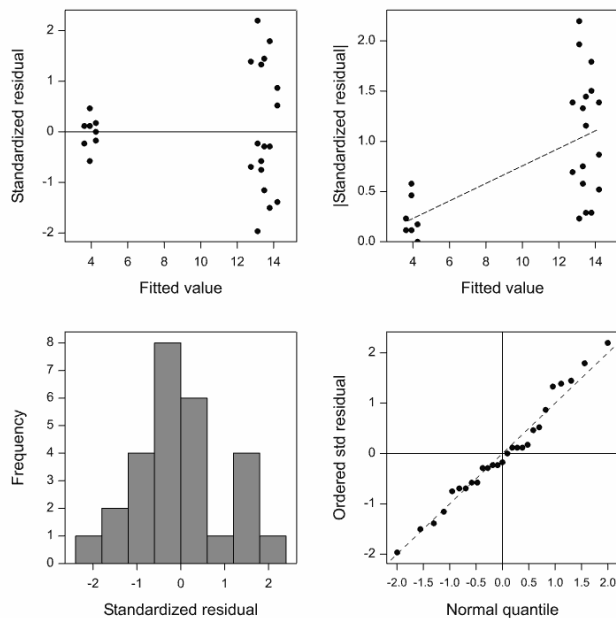 2
1
0
-1
-2
4 6 8 10 12 14
Standardized residual
Fitted value
2.0
1.5
1.0
0.5
0.0
4 6 8 10 12 14
|Standardized residual|
Fitted value
8
7
6
5
4
3
2
1
0
-2 -1 0 1 2
Frequency
Standardized residual
2
1
0
-1
-2
-2.0 -1.5 -1.0 -0.5 0.0 0.5 1.0 1.5 2.0
Ordered std residual
Normal quantile